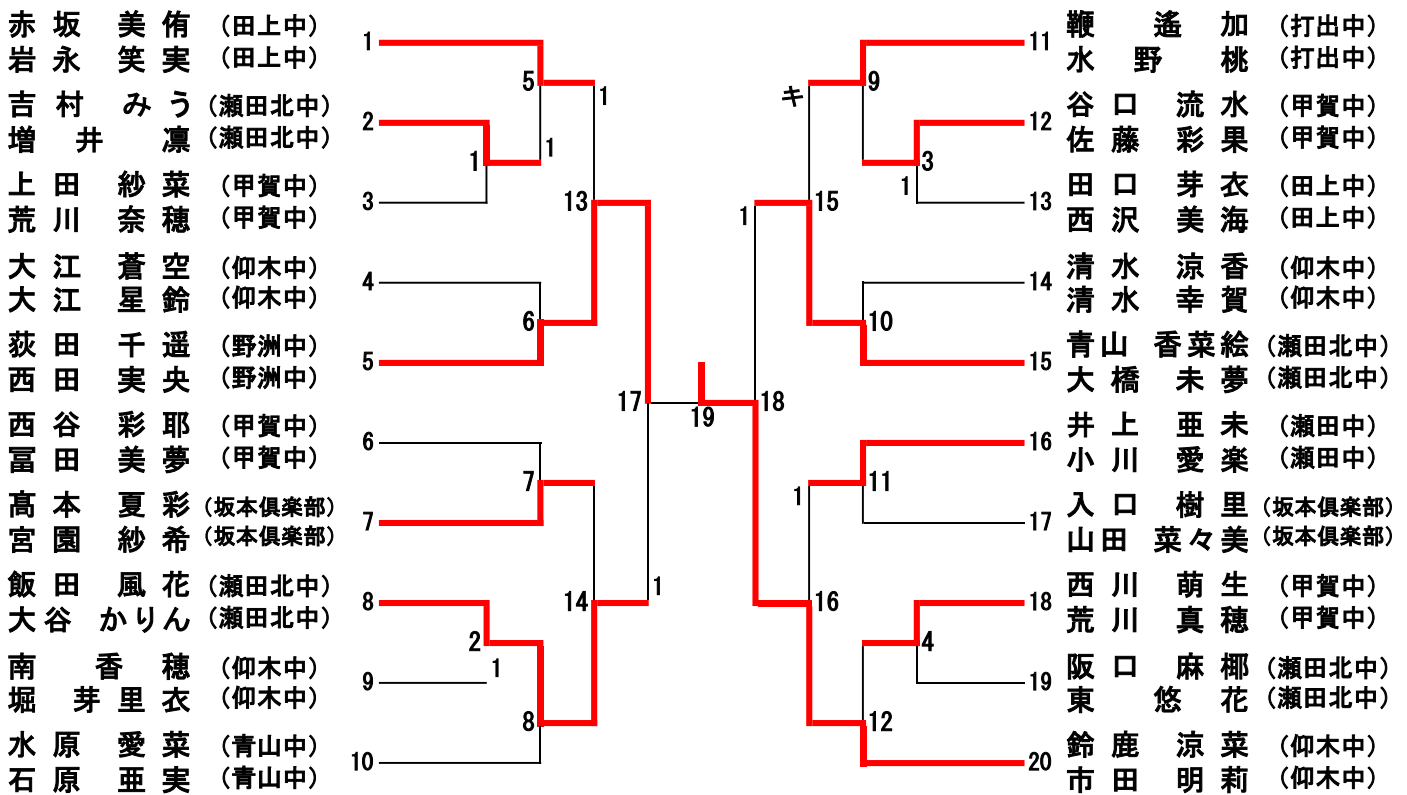 赤坂 美侑 (田上中)
岩永 笑実 (田上中)
1
吉村 みう (瀬田北中)
増井 凛 (瀬田北中)
2
上田 紗菜 (甲賀中)
荒川 奈穂 (甲賀中)
3
大江 蒼空 (仰木中)
大江 星鈴 (仰木中)
4
荻田 千遥 (野洲中)
西田 実央 (野洲中)
5
西谷 彩耶 (甲賀中)
冨田 美夢 (甲賀中)
6
髙本 夏彩 (坂本倶楽部)
宮園 紗希 (坂本倶楽部)
7
飯田 風花 (瀬田北中)
大谷 かりん (瀬田北中)
8
南 香穂 (仰木中)
堀 芽里衣 (仰木中)
9
水原 愛菜 (青山中)
石原 亜実 (青山中)
10
5
1
1
1
13
6
17
7
14
1
2
1
8
19
キ
9
3
1
1
15
10
18
11
1
16
4
12
鞭 遙加 (打出中)
水野 桃 (打出中)
11
谷口 流水 (甲賀中)
佐藤 彩果 (甲賀中)
12
田口 芽衣 (田上中)
西沢 美海 (田上中)
13
清水 涼香 (仰木中)
清水 幸賀 (仰木中)
14
青山 香菜絵 (瀬田北中)
大橋 未夢 (瀬田北中)
15
井上 亜未 (瀬田中)
小川 愛楽 (瀬田中)
16
入口 樹里 (坂本倶楽部)
山田 菜々美 (坂本倶楽部)
17
西川 萌生 (甲賀中)
荒川 真穂 (甲賀中)
18
阪口 麻椰 (瀬田北中)
東 悠花 (瀬田北中)
19
鈴鹿 涼菜 (仰木中)
市田 明莉 (仰木中)
20